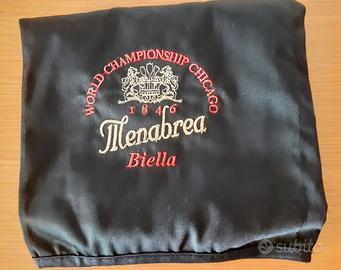 WORLD CHAMPIONSHIP CHICAGO
1846
Menabrea
Biella
subito